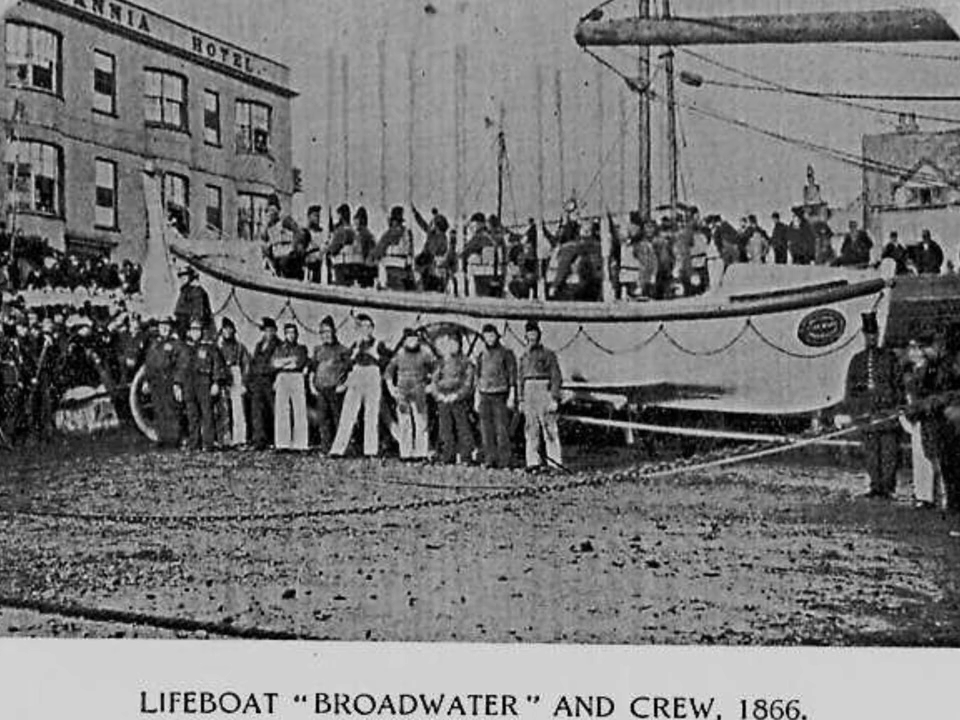 ANNIA HOTEL.
LIFEBOAT "BROADWATER" AND CREW, 1866.